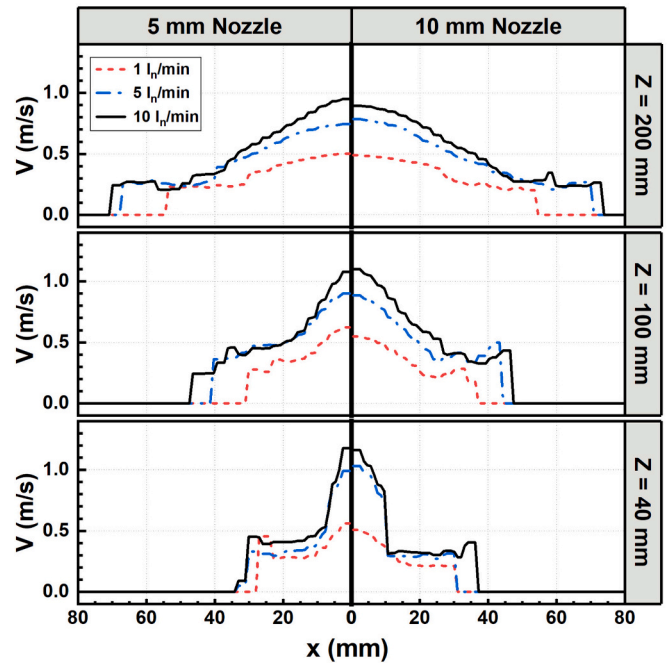 5 mm Nozzle 10 mm Nozzle
1 lₙ/min
5 lₙ/min
10 lₙ/min
V (m/s)
1.0
0.5
0.0
Z = 200 mm
V (m/s)
1.0
0.5
0.0
Z = 100 mm
V (m/s)
1.0
0.5
0.0
Z = 40 mm
80 60 40 20 0 20 40 60 80
x (mm)